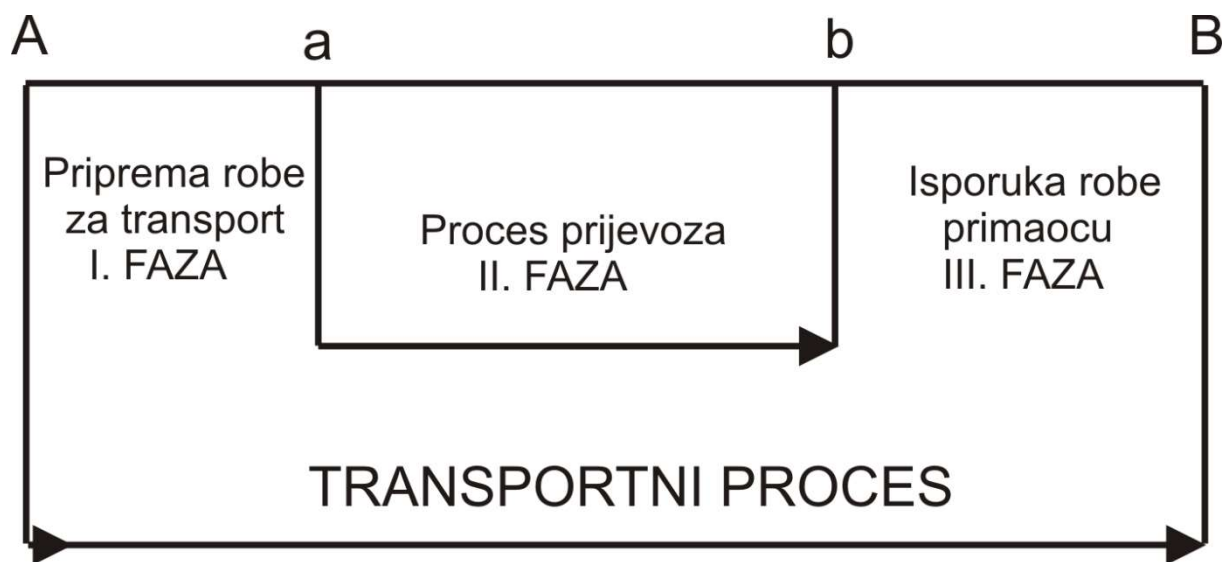 A
a
b
B
Priprema robe
za transport
I. FAZA
Proces prijevoza
II. FAZA
Isporuka robe
primaocu
III. FAZA
TRANSPORTNI PROCES